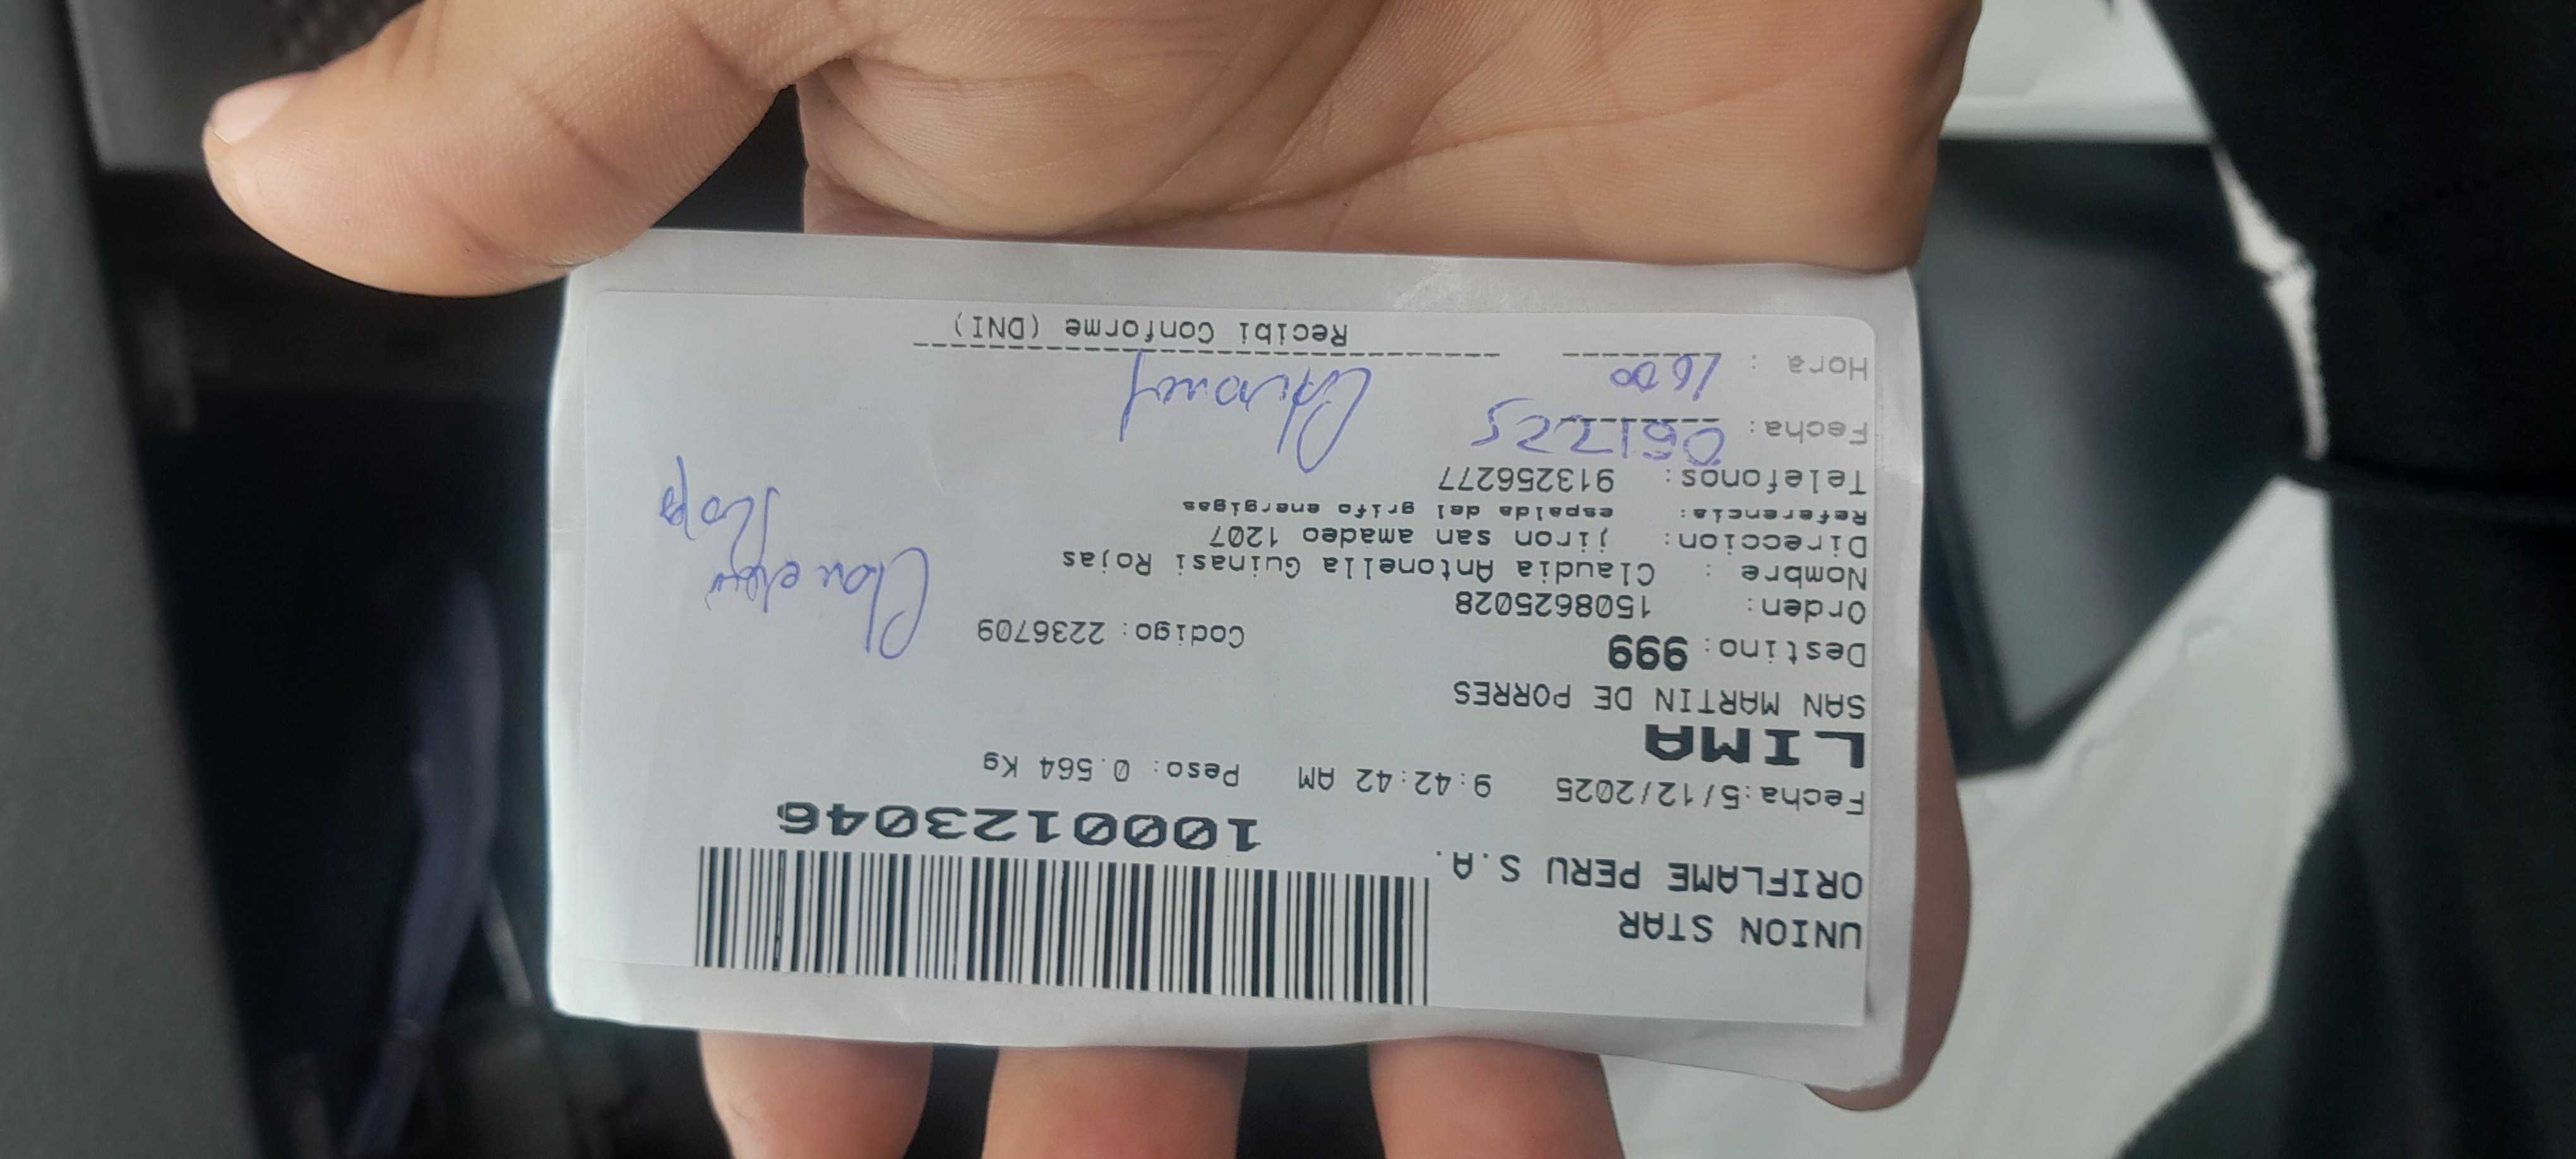 UNION STAR
ORIFLAME PERU S.A.
1000123046
Fecha:5/12/2025 9:42:42 AM Peso: 0.564 Kg
LIMA
SAN MARTIN DE PORRES
Destino: 999 Codigo: 2236709
Orden: 1508625028
Nombre : Claudia Antonella Guinasi Rojas
Direccion: jiron san amadeo 1207
Referencia: espalda del grifo energigas
Telefonos: 913256277
Fecha: 061225
Hora : 1600
Recibi Conforme (DNI)